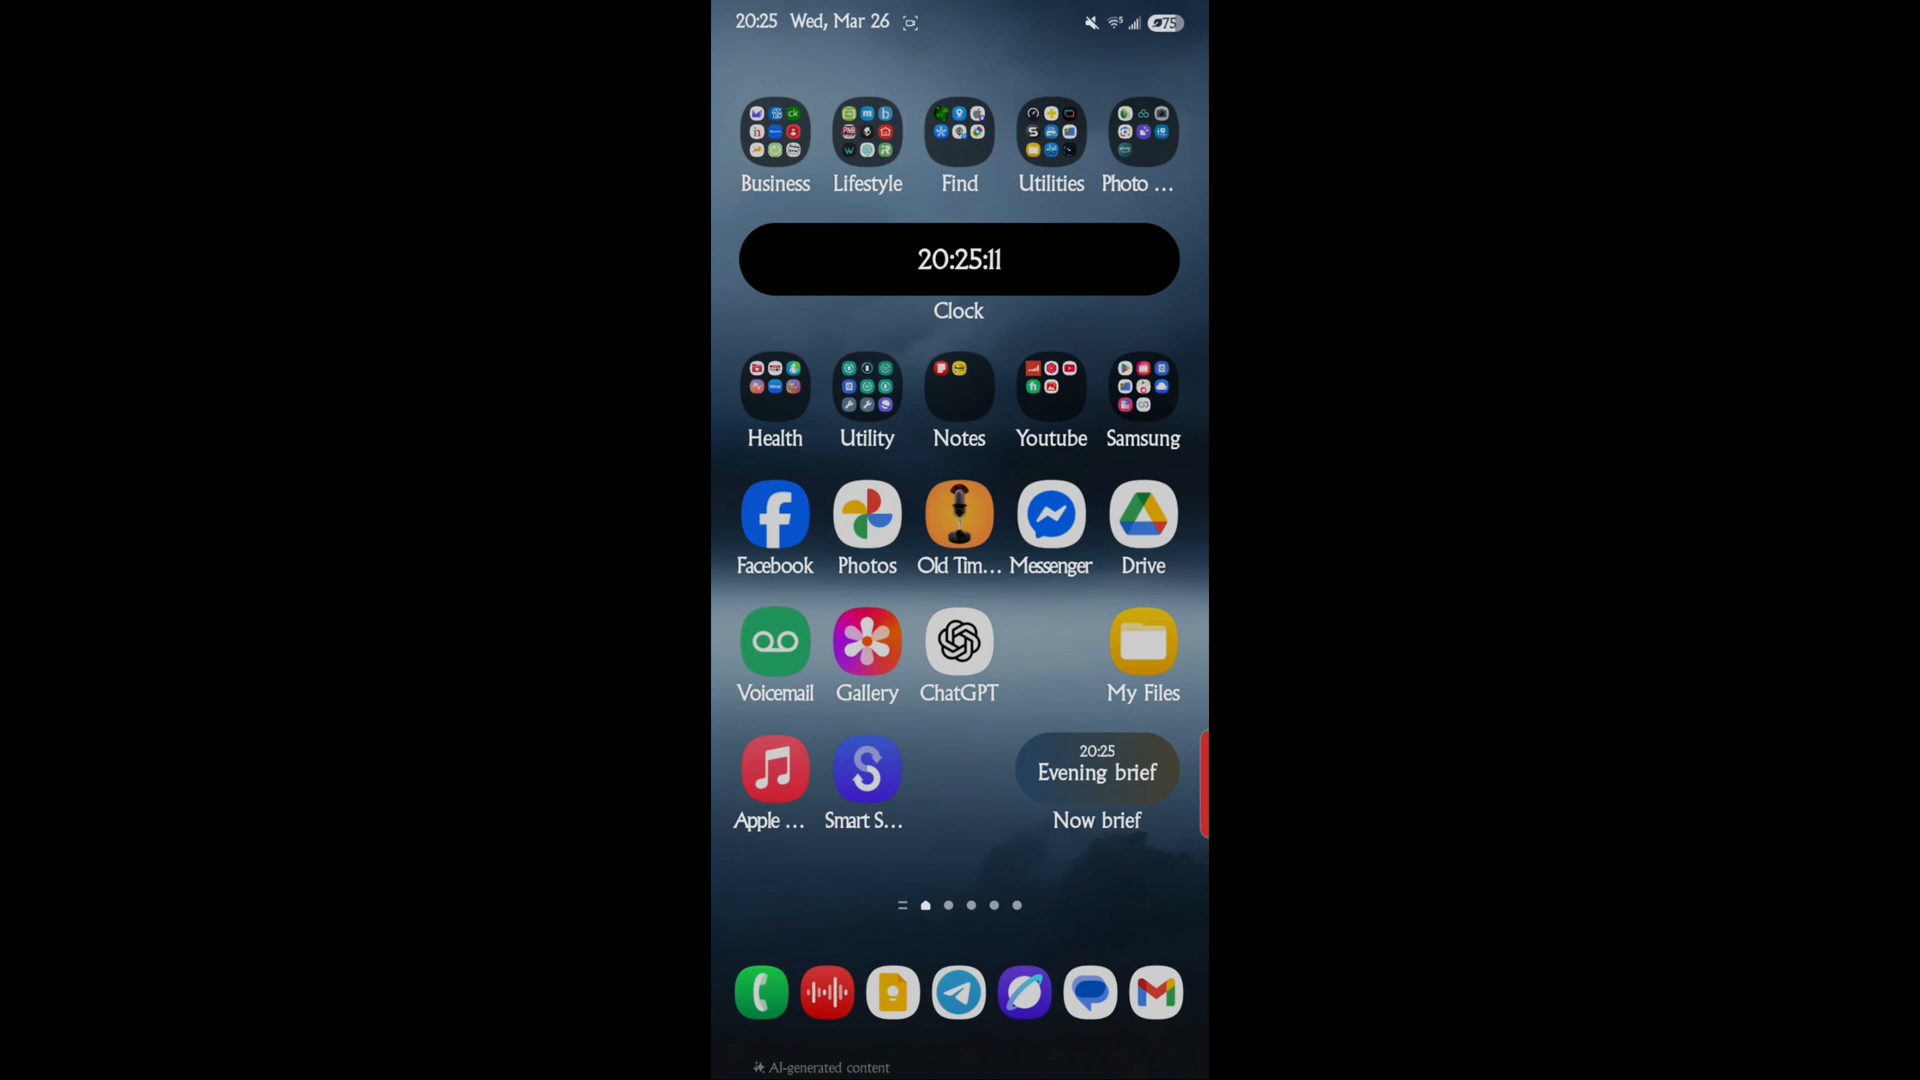 20:25 Wed, Mar 26
75
Business Lifestyle Find Utilities Photo ...
20:25:11
Clock
Health Utility Notes Youtube Samsung
Facebook Photos Old Tim... Messenger Drive
Voicemail Gallery ChatGPT My Files
20:25
Evening brief
Apple ... Smart S... Now brief
AI-generated content